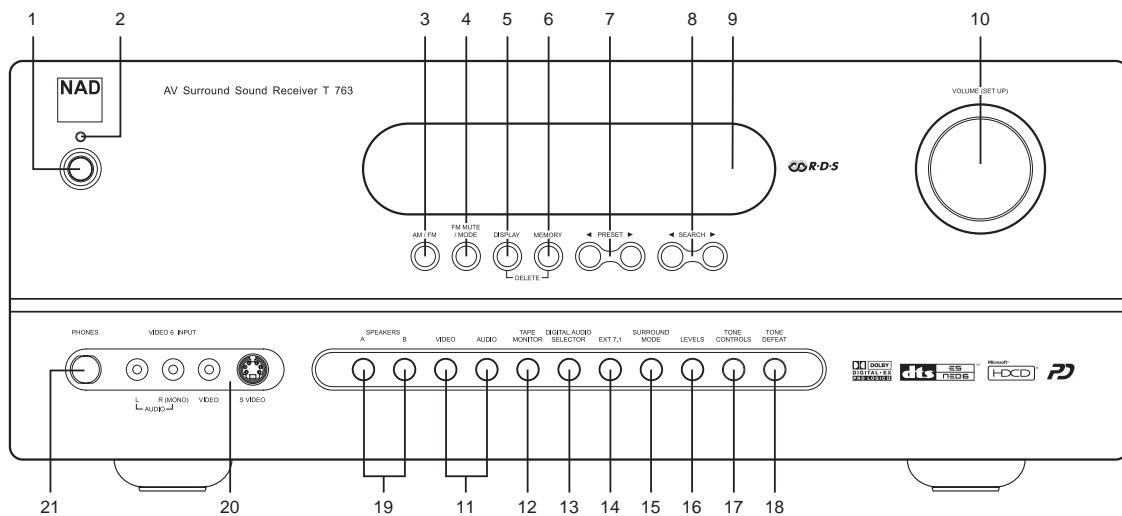 1 2 3 4 5 6 7 8 9 10
NAD
AV Surround Sound Receiver T 763
VOLUME (SET UP)
R·D·S
AM / FM
FM MUTE
/ MODE
DISPLAY
MEMORY
◄ PRESET ►
◄ SEARCH ►
DELETE
PHONES
VIDEO 6 INPUT
L
R (MONO)
AUDIO
VIDEO
S VIDEO
SPEAKERS
A B
VIDEO
AUDIO
TAPE
MONITOR
DIGITAL AUDIO
SELECTOR
EXT 7,1
SURROUND
MODE
LEVELS
TONE
CONTROLS
TONE
DEFEAT
DOLBY
DIGITAL·EX
PRO LOGIC II
dts ES
NEO:6
Microsoft®
HDCD®
PD
21 20 19 11 12 13 14 15 16 17 18